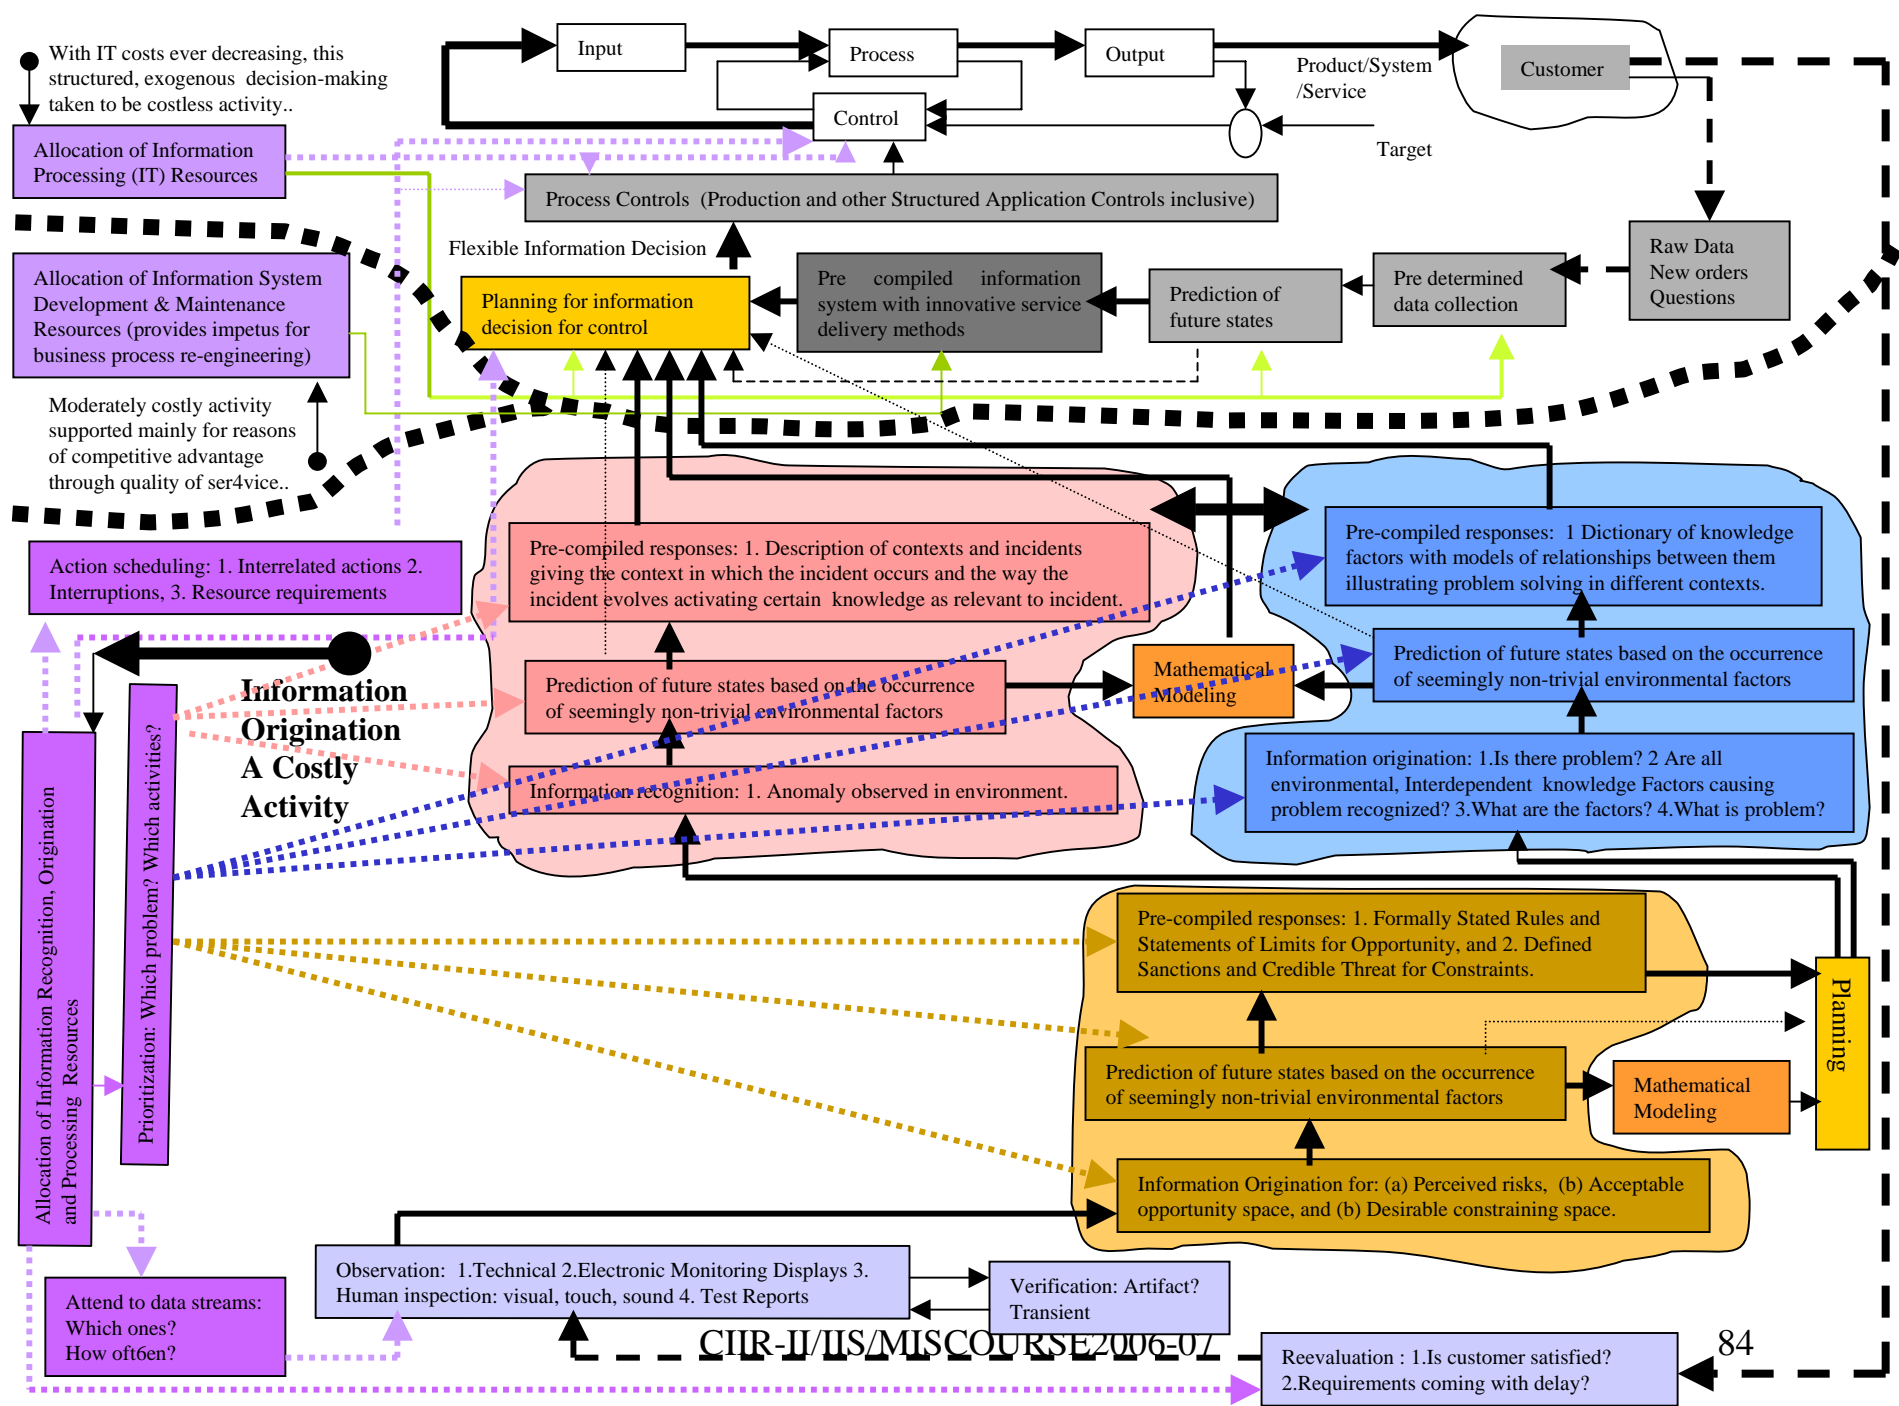 With IT costs ever decreasing, this
structured, exogenous decision-making
taken to be costless activity..
Input
Process
Output
Product/System
/Service
Customer
Control
Target
Allocation of Information
Processing (IT) Resources
Process Controls (Production and other Structured Application Controls inclusive)
Flexible Information Decision
Allocation of Information System
Development & Maintenance
Resources (provides impetus for
business process re-engineering)
Planning for information
decision for control
Pre compiled information
system with innovative service
delivery methods
Prediction of
future states
Pre determined
data collection
Raw Data
New orders
Questions
Moderately costly activity
supported mainly for reasons
of competitive advantage
through quality of ser4vice..
Action scheduling: 1. Interrelated actions 2.
Interruptions, 3. Resource requirements
Pre-compiled responses: 1. Description of contexts and incidents
giving the context in which the incident occurs and the way the
incident evolves activating certain knowledge as relevant to incident.
Pre-compiled responses: 1 Dictionary of knowledge
factors with models of relationships between them
illustrating problem solving in different contexts.
Information
Origination
A Costly
Activity
Prediction of future states based on the occurrence
of seemingly non-trivial environmental factors
Mathematical
Modeling
Prediction of future states based on the occurrence
of seemingly non-trivial environmental factors
Information recognition: 1. Anomaly observed in environment.
Information origination: 1.Is there problem? 2 Are all
environmental, Interdependent knowledge Factors causing
problem recognized? 3.What are the factors? 4.What is problem?
Allocation of Information Recognition, Origination
and Processing Resources
Prioritization: Which problem? Which activities?
Pre-compiled responses: 1. Formally Stated Rules and
Statements of Limits for Opportunity, and 2. Defined
Sanctions and Credible Threat for Constraints.
Planning
Prediction of future states based on the occurrence
of seemingly non-trivial environmental factors
Mathematical
Modeling
Information Origination for: (a) Perceived risks, (b) Acceptable
opportunity space, and (b) Desirable constraining space.
Attend to data streams:
Which ones?
How oft6en?
Observation: 1.Technical 2.Electronic Monitoring Displays 3.
Human inspection: visual, touch, sound 4. Test Reports
Verification: Artifact?
Transient
CIIR-II/IIS/MISCOURSE2006-07
84
Reevaluation : 1.Is customer satisfied?
2.Requirements coming with delay?